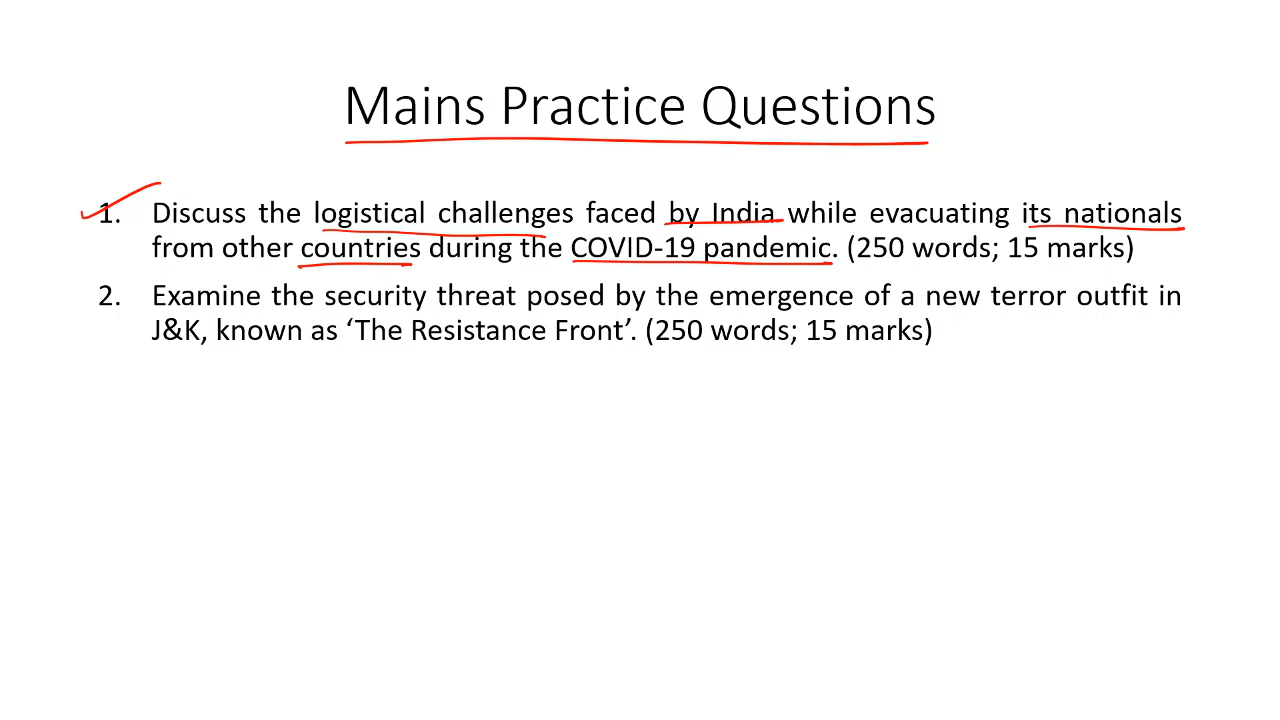 Mains Practice Questions
1. Discuss the logistical challenges faced by India while evacuating its nationals
from other countries during the COVID-19 pandemic. (250 words; 15 marks)
2. Examine the security threat posed by the emergence of a new terror outfit in
J&K, known as ‘The Resistance Front’. (250 words; 15 marks)